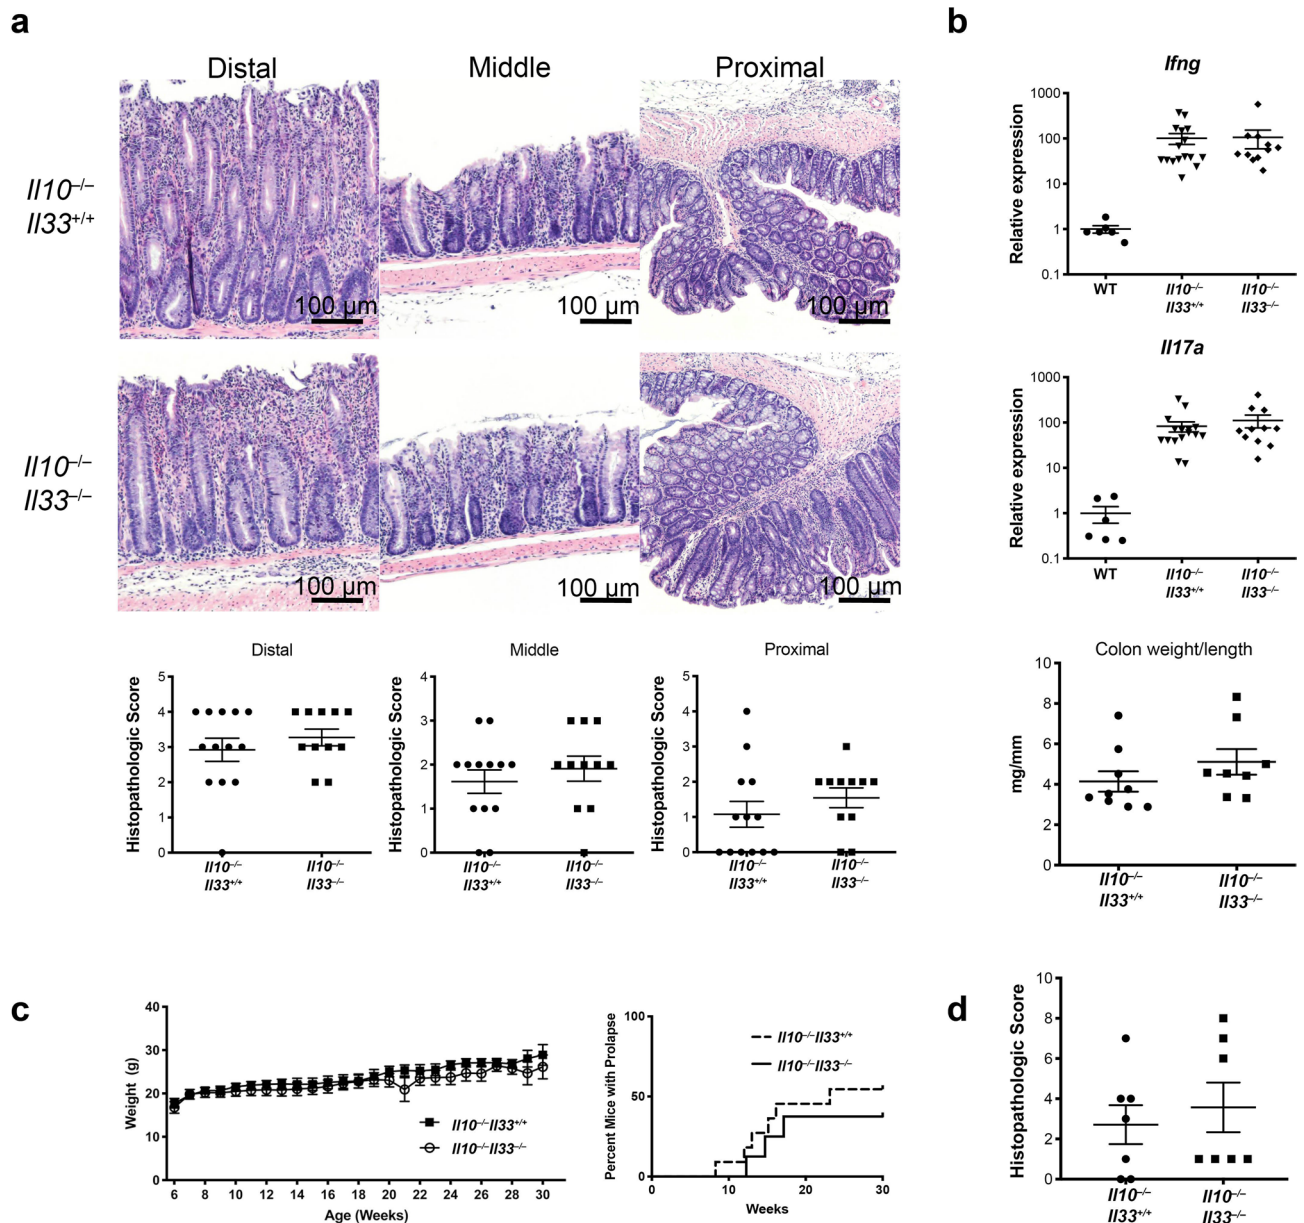 a
Distal
Middle
Proximal
Il10–/–
Il33+/+
100 µm
100 µm
100 µm
Il10–/–
Il33–/–
100 µm
100 µm
100 µm
Distal
Histopathologic Score
5
4
3
2
1
0
Il10–/–
Il33+/+
Il10–/–
Il33–/–
Middle
Histopathologic Score
4
3
2
1
0
Il10–/–
Il33+/+
Il10–/–
Il33–/–
Proximal
Histopathologic Score
5
4
3
2
1
0
Il10–/–
Il33+/+
Il10–/–
Il33–/–
b
Ifng
Relative expression
1000
100
10
1
0.1
WT
Il10–/–
Il33+/+
Il10–/–
Il33–/–
Il17a
Relative expression
1000
100
10
1
0.1
WT
Il10–/–
Il33+/+
Il10–/–
Il33–/–
Colon weight/length
mg/mm
10
8
6
4
2
0
Il10–/–
Il33+/+
Il10–/–
Il33–/–
c
Weight (g)
40
30
20
10
0
6 8 10 12 14 16 18 20 22 24 26 28 30
Age (Weeks)
Il10–/–Il33+/+
Il10–/–Il33–/–
Percent Mice with Prolapse
100
50
0
0 10 20 30
Weeks
Il10–/–Il33+/+
Il10–/–Il33–/–
d
Histopathologic Score
10
8
6
4
2
0
Il10–/–
Il33+/+
Il10–/–
Il33–/–